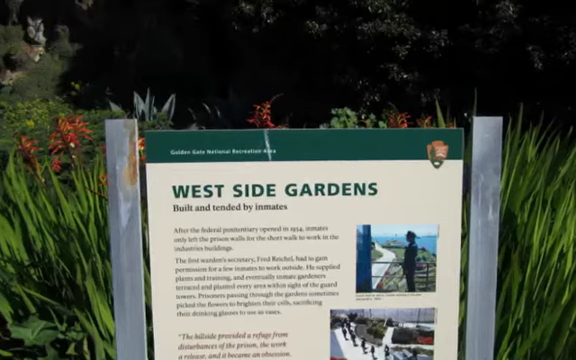 Golden Gate National Recreation Area
WEST SIDE GARDENS
Built and tended by inmates
After the federal penitentiary opened in 1934, inmates
only left the prison walls for the short walk to work in the
industries buildings.
The first warden's secretary, Fred Reichel, had to gain
permission for a few inmates to work outside. He supplied
plants and training, and eventually inmate gardeners
terraced and planted every area within sight of the guard
towers. Prisoners passing through the gardens sometimes
picked the flowers to brighten their cells, sacrificing
their drinking glasses to use as vases.
"The hillside provided a refuge from
disturbances of the prison, the work
a release, and it became an obsession.